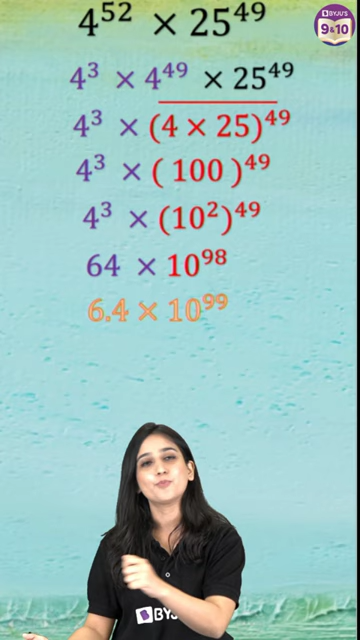 4⁵² × 25⁴⁹
BYJU'S
9&10
4³ × 4⁴⁹ × 25⁴⁹
4³ × (4 × 25)⁴⁹
4³ × ( 100 )⁴⁹
4³ × (10²)⁴⁹
64 × 10⁹⁸
6.4 × 10⁹⁹
BYJ